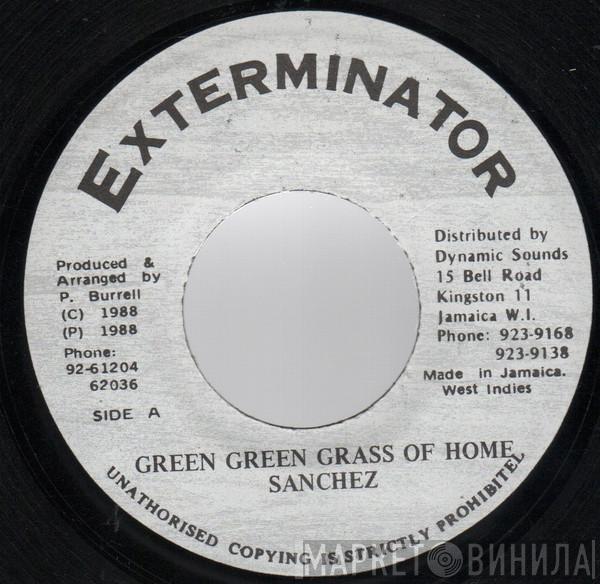 EXTERMINATOR
Produced &
Arranged by
P. Burrell
(C) 1988
(P) 1988
Phone:
92-61204
62036
SIDE A
Distributed by
Dynamic Sounds
15 Bell Road
Kingston 11
Jamaica W.I.
Phone: 923-9168
923-9138
Made in Jamaica.
West Indies
GREEN GREEN GRASS OF HOME
SANCHEZ
UNATHORISED COPYING IS STRICTLY PROHIBITEL
МАРКЕТ ВИНИЛА